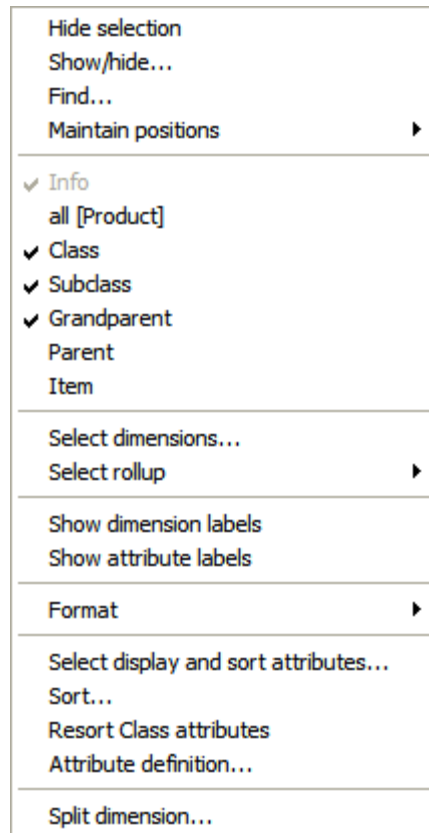 Hide selection
Show/hide...
Find...
Maintain positions
Info
all [Product]
Class
Subclass
Grandparent
Parent
Item
Select dimensions...
Select rollup
Show dimension labels
Show attribute labels
Format
Select display and sort attributes...
Sort...
Resort Class attributes
Attribute definition...
Split dimension...